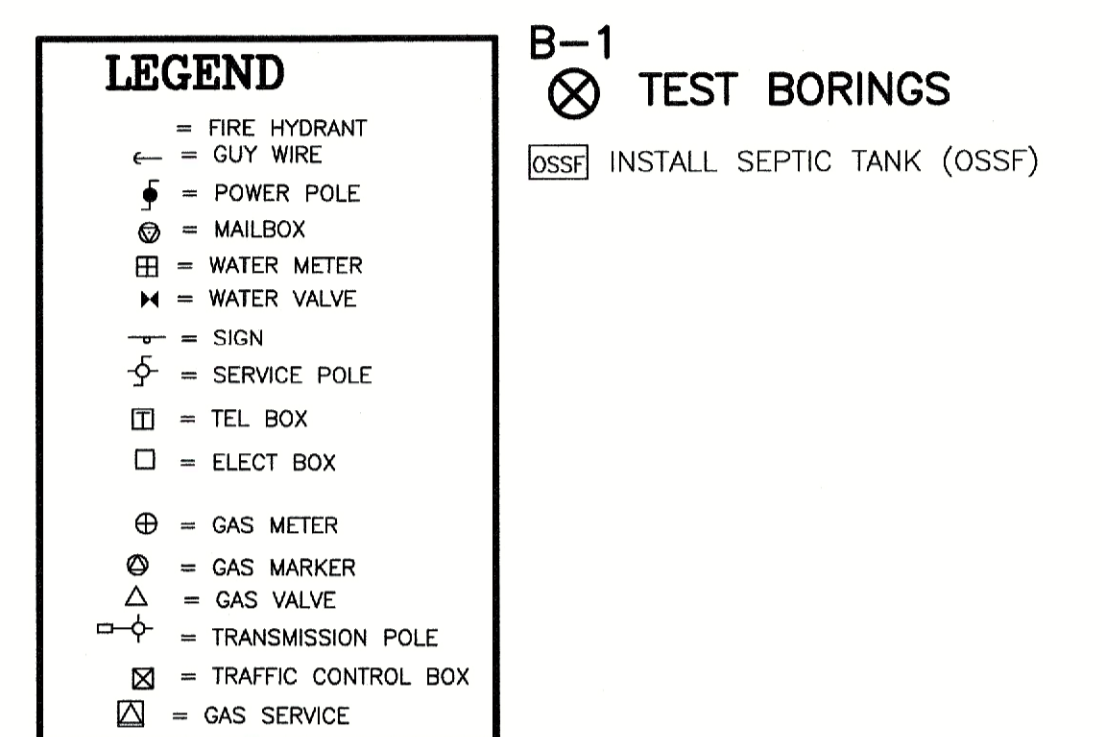 LEGEND
= FIRE HYDRANT
= GUY WIRE
= POWER POLE
= MAILBOX
= WATER METER
= WATER VALVE
= SIGN
= SERVICE POLE
T = TEL BOX
= ELECT BOX
= GAS METER
= GAS MARKER
= GAS VALVE
= TRANSMISSION POLE
= TRAFFIC CONTROL BOX
= GAS SERVICE
B-1
TEST BORINGS
OSSF INSTALL SEPTIC TANK (OSSF)